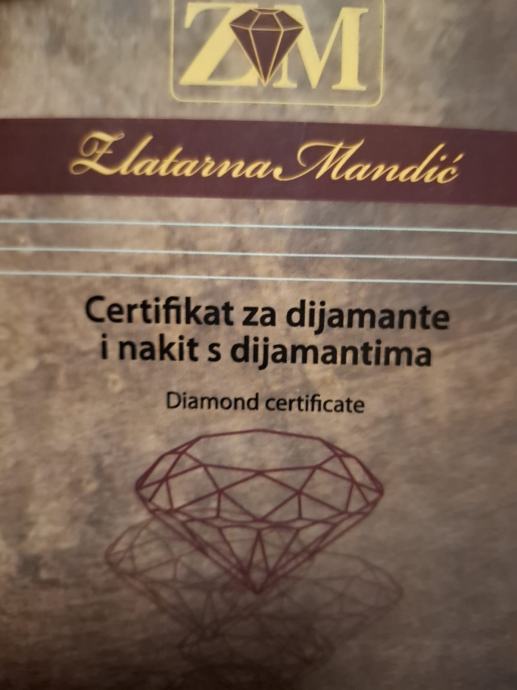 ZM
Zlatarna Mandić
Certifikat za dijamante
i nakit s dijamantima
Diamond certificate